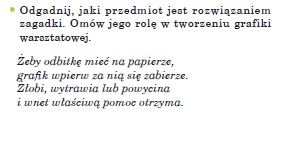 Odgadnij, jaki przedmiot jest rozwiązaniem
zagadki. Omów jego rolę w tworzeniu grafiki
warsztatowej.
Żeby odbitkę mieć na papierze,
grafik wpierw za nią się zabierze.
Złobi, wytrawia lub powycina
i wnet właściwą pomoc otrzyma.